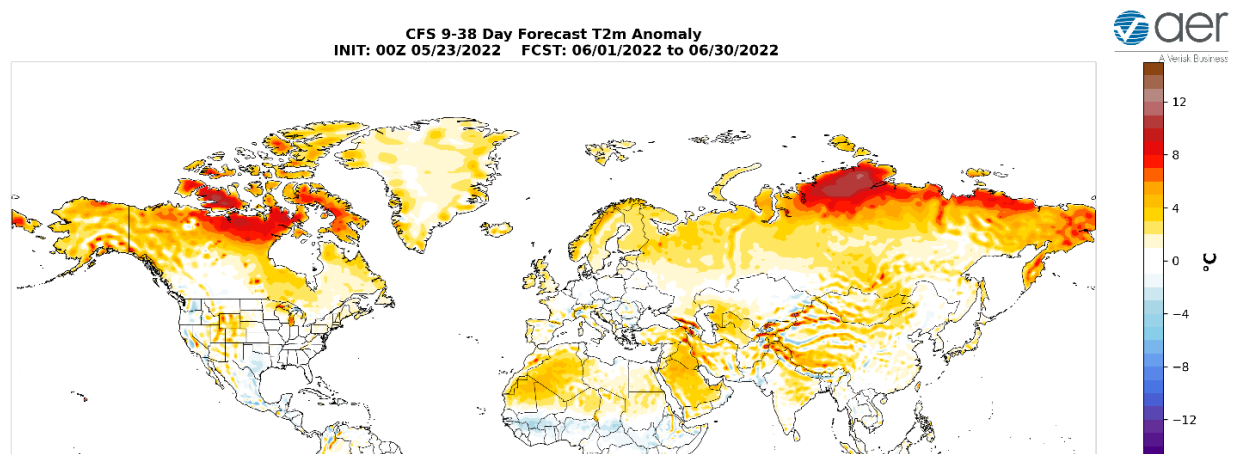 CFS 9-38 Day Forecast T2m Anomaly
INIT: 00Z 05/23/2022 FCST: 06/01/2022 to 06/30/2022
aer
A Verisk Business
12
8
4
0
−4
−8
−12
°C